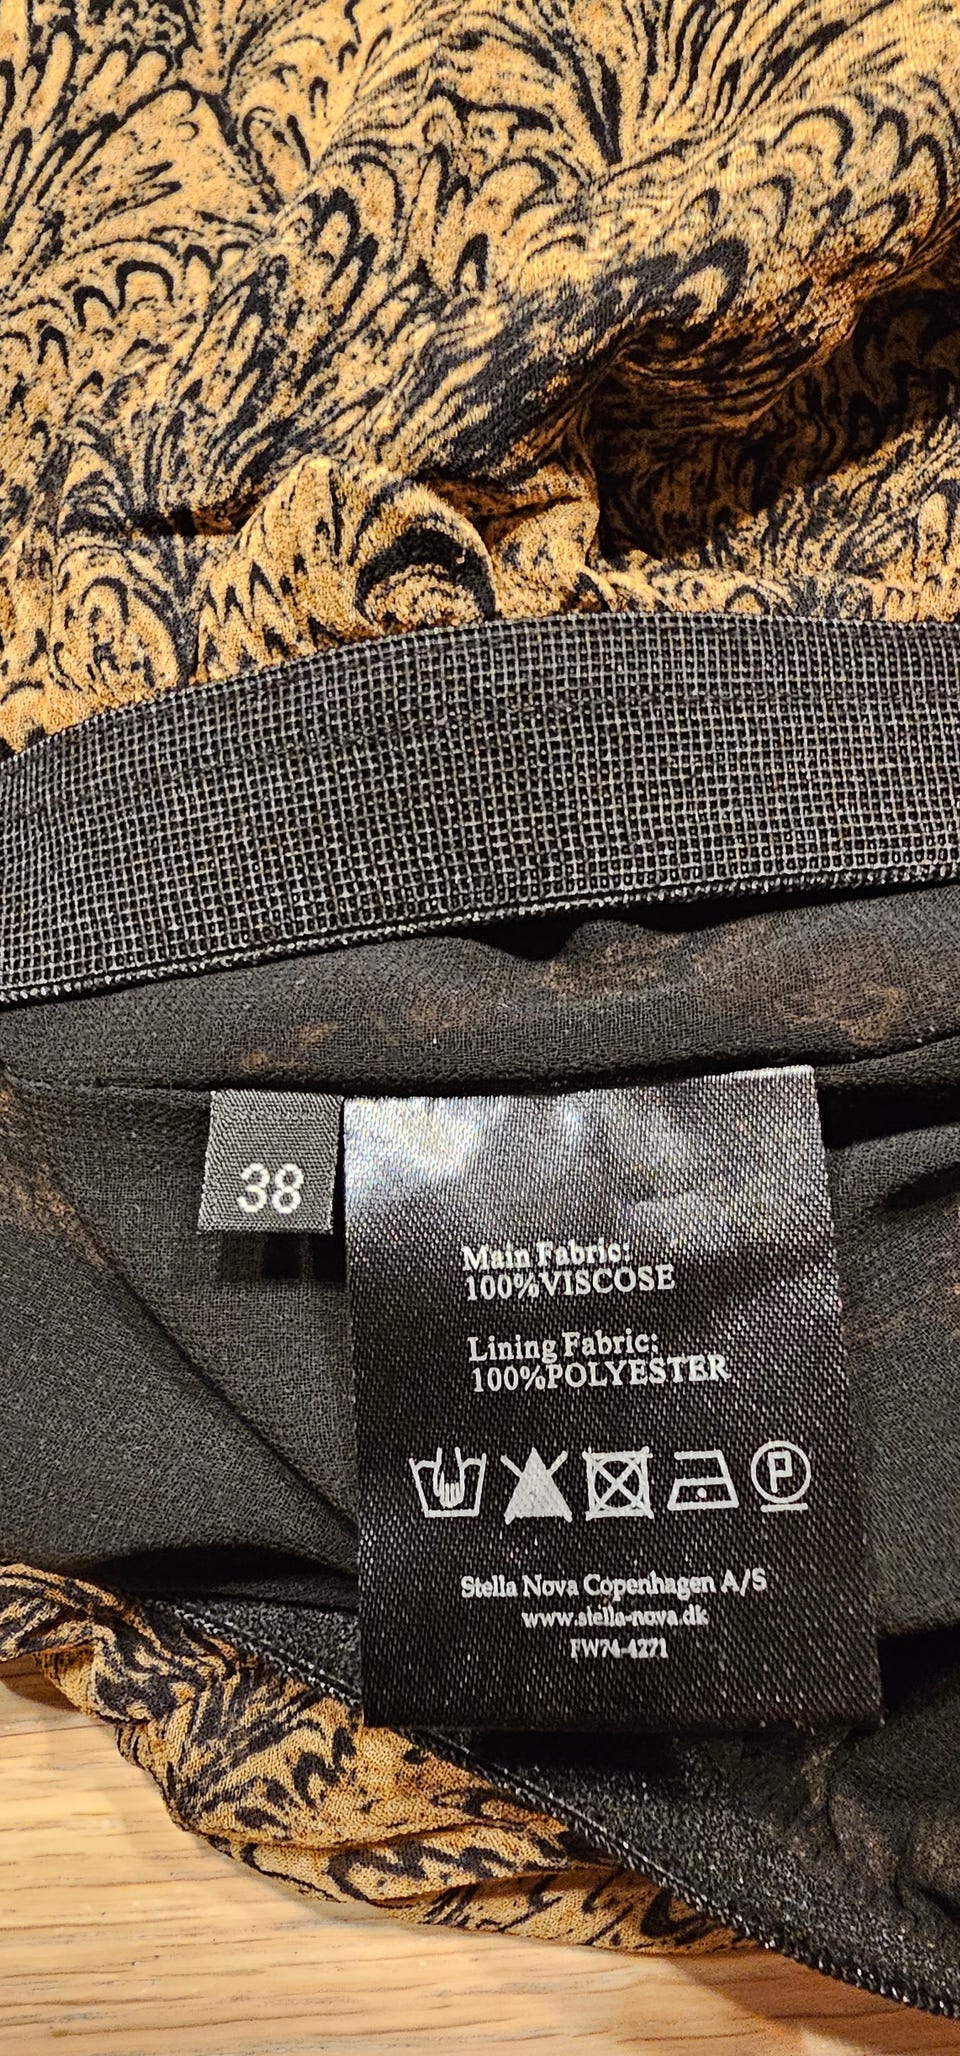 38
Main Fabric:
100%VISCOSE
Lining Fabric:
100%POLYESTER
P
Stella Nova Copenhagen A/S
www.stella-nova.dk
FW74-4271